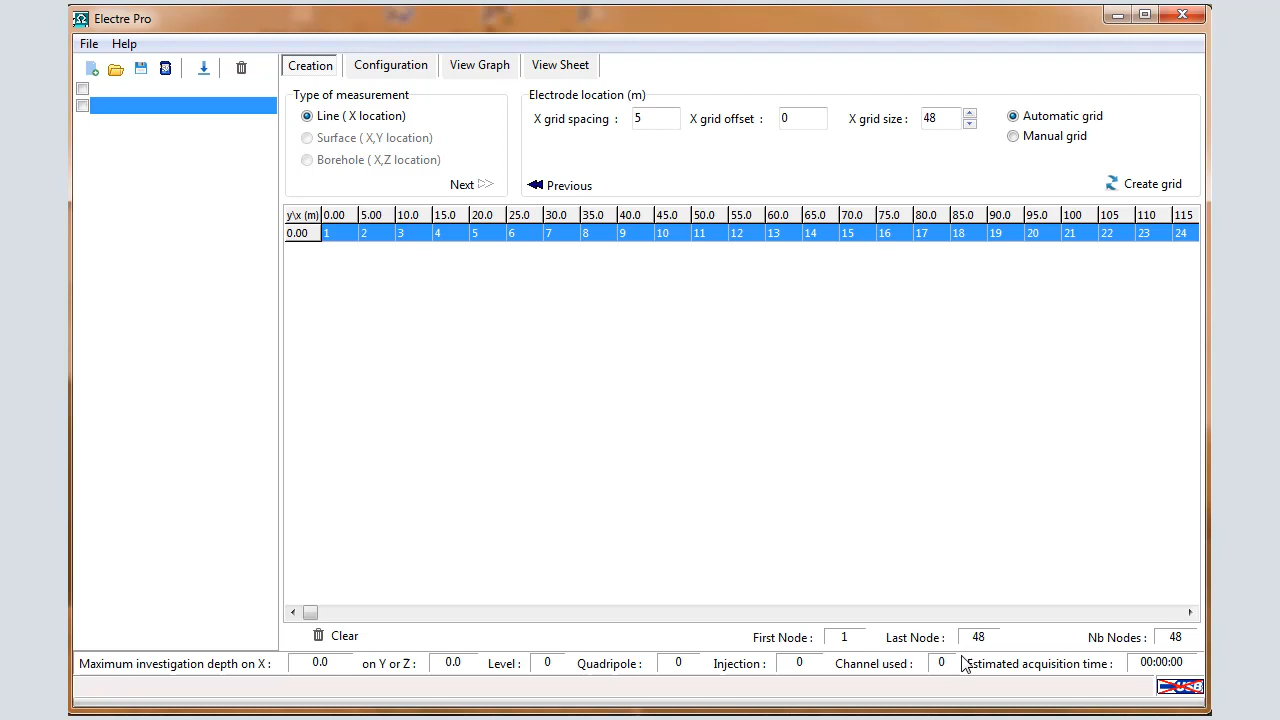 Electre Pro
File Help
Creation Configuration View Graph View Sheet
Type of measurement
Line ( X location)
Surface ( X,Y location)
Borehole ( X,Z location)
Next
Electrode location (m)
X grid spacing : 5 X grid offset : 0 X grid size : 48
Automatic grid
Manual grid
Previous
Create grid
y\x (m) 0.00 5.00 10.0 15.0 20.0 25.0 30.0 35.0 40.0 45.0 50.0 55.0 60.0 65.0 70.0 75.0 80.0 85.0 90.0 95.0 100 105 110 115
0.00 1 2 3 4 5 6 7 8 9 10 11 12 13 14 15 16 17 18 19 20 21 22 23 24
Clear
First Node : 1 Last Node : 48 Nb Nodes : 48
Maximum investigation depth on X : 0.0 on Y or Z : 0.0 Level : 0 Quadripole : 0 Injection : 0 Channel used : 0 Estimated acquisition time : 00:00:00
USB